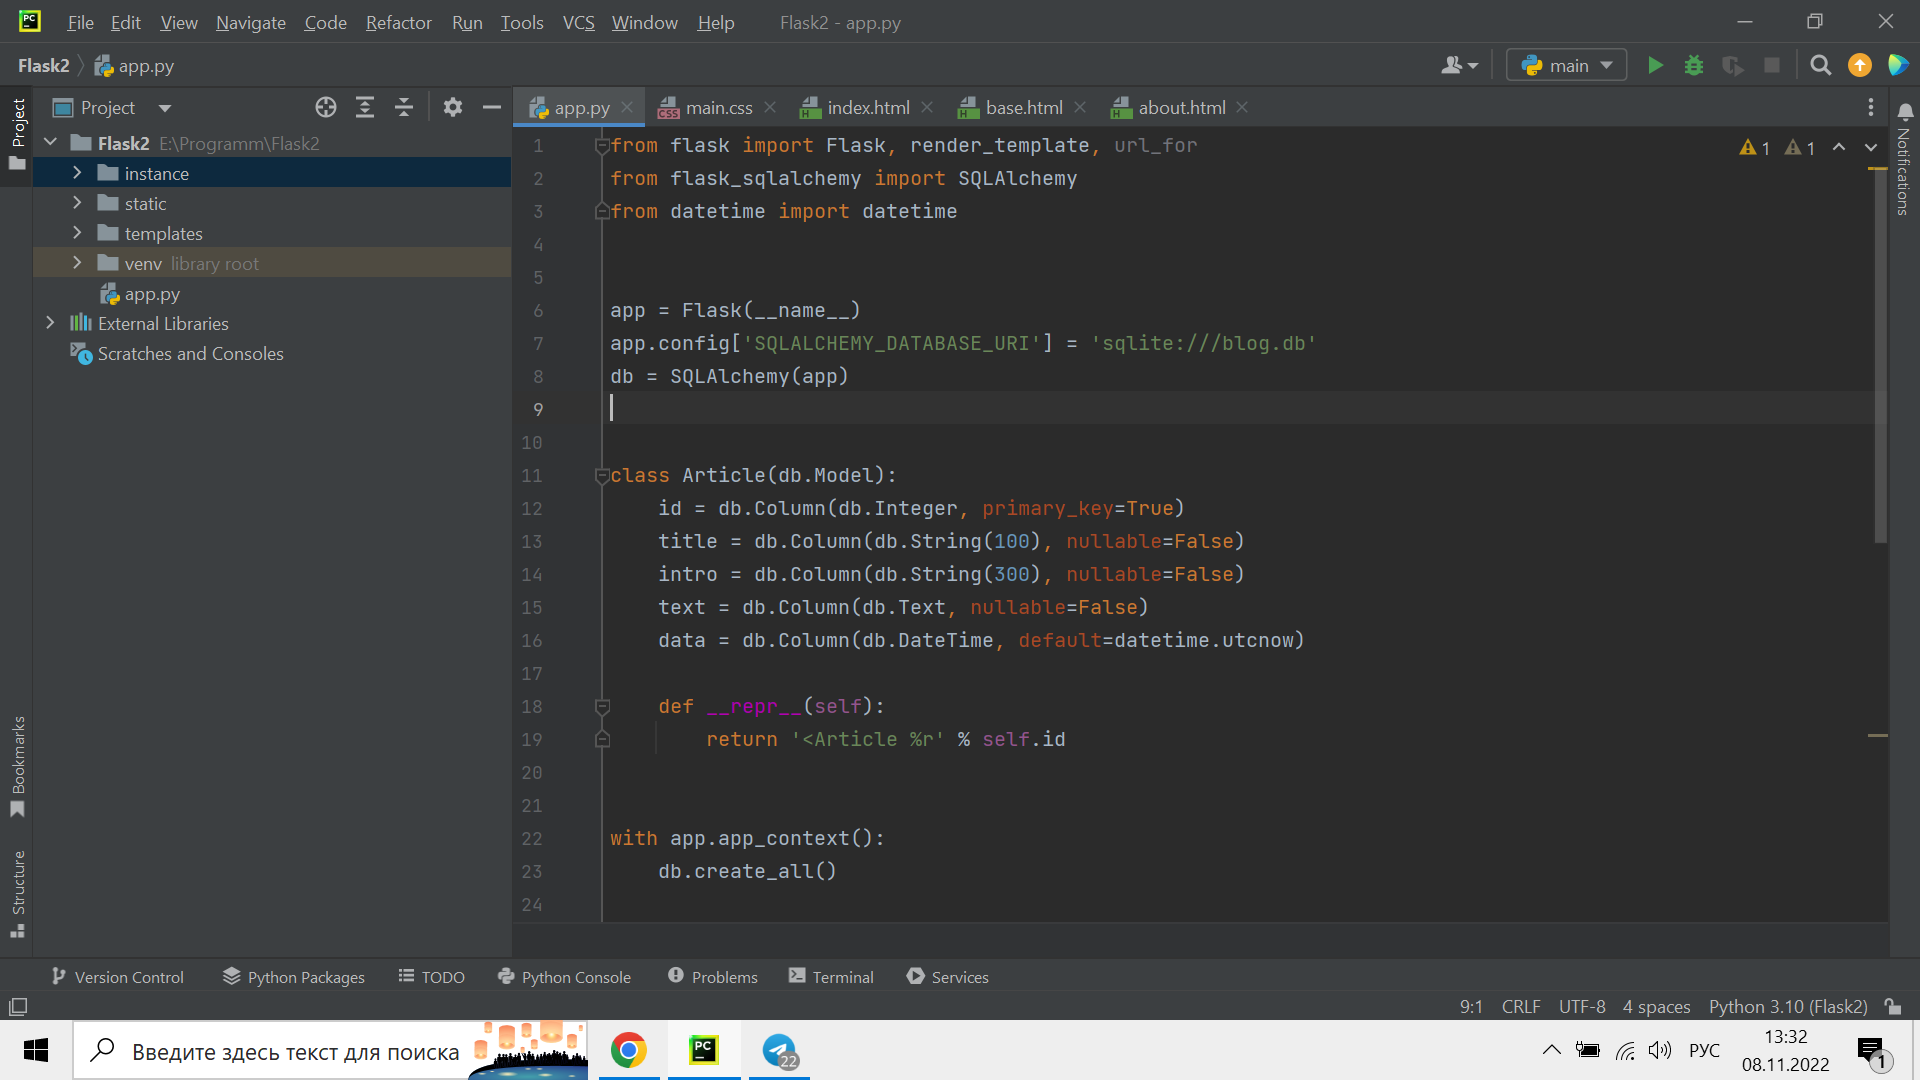 PC File Edit View Navigate Code Refactor Run Tools VCS Window Help Flask2 - app.py
Flask2 app.py main
Project
Project
app.py main.css index.html base.html about.html
Flask2 E:\Programm\Flask2
instance
static
templates
venv library root
app.py
External Libraries
Scratches and Consoles
1 from flask import Flask, render_template, url_for
2 from flask_sqlalchemy import SQLAlchemy
3 from datetime import datetime
4
5
6 app = Flask(__name__)
7 app.config['SQLALCHEMY_DATABASE_URI'] = 'sqlite:///blog.db'
8 db = SQLAlchemy(app)
9
10
11 class Article(db.Model):
12 id = db.Column(db.Integer, primary_key=True)
13 title = db.Column(db.String(100), nullable=False)
14 intro = db.Column(db.String(300), nullable=False)
15 text = db.Column(db.Text, nullable=False)
16 data = db.Column(db.DateTime, default=datetime.utcnow)
17
18 def __repr__(self):
19 return '<Article %r' % self.id
20
21
22 with app.app_context():
23 db.create_all()
24
1 1
Notifications
Bookmarks
Structure
Version Control Python Packages TODO Python Console Problems Terminal Services
9:1 CRLF UTF-8 4 spaces Python 3.10 (Flask2)
Введите здесь текст для поиска
PC
22
РУС
13:32
08.11.2022
1